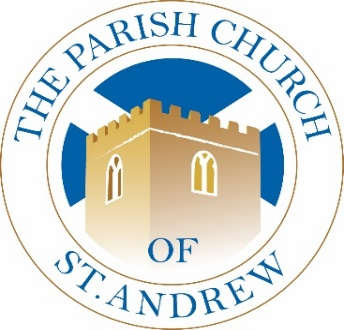 THE PARISH CHURCH
OF
ST. ANDREW